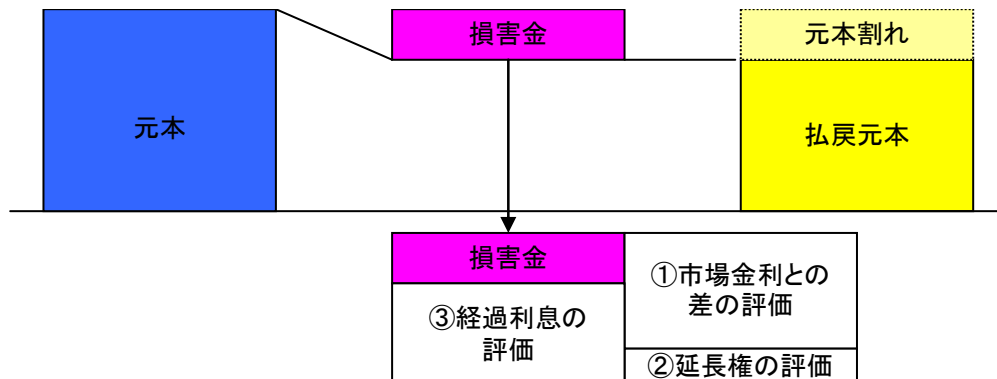 元本
損害金
元本割れ
払戻元本
損害金
③経過利息の
評価
①市場金利との
差の評価
②延長権の評価